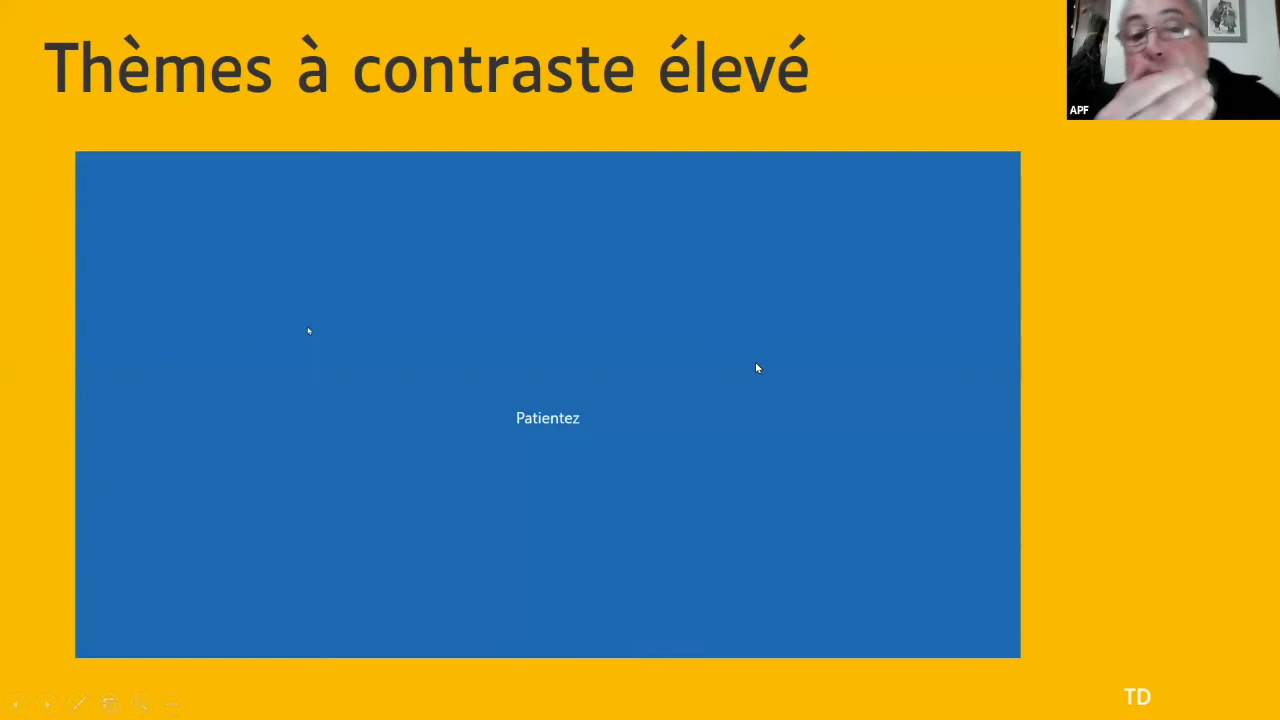 Thèmes à contraste élevé
APF
Patientez
TD